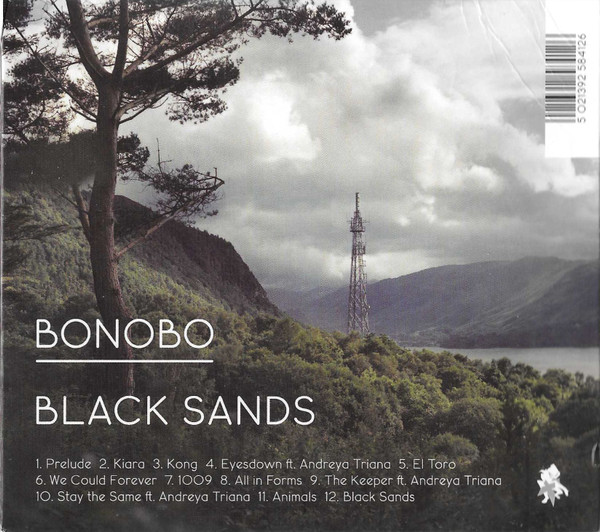 5 021392 584126
BONOBO
BLACK SANDS
1. Prelude 2. Kiara 3. Kong 4. Eyesdown ft. Andreya Triana 5. El Toro
6. We Could Forever 7. 1009 8. All in Forms 9. The Keeper ft. Andreya Triana
10. Stay the Same ft. Andreya Triana 11. Animals 12. Black Sands